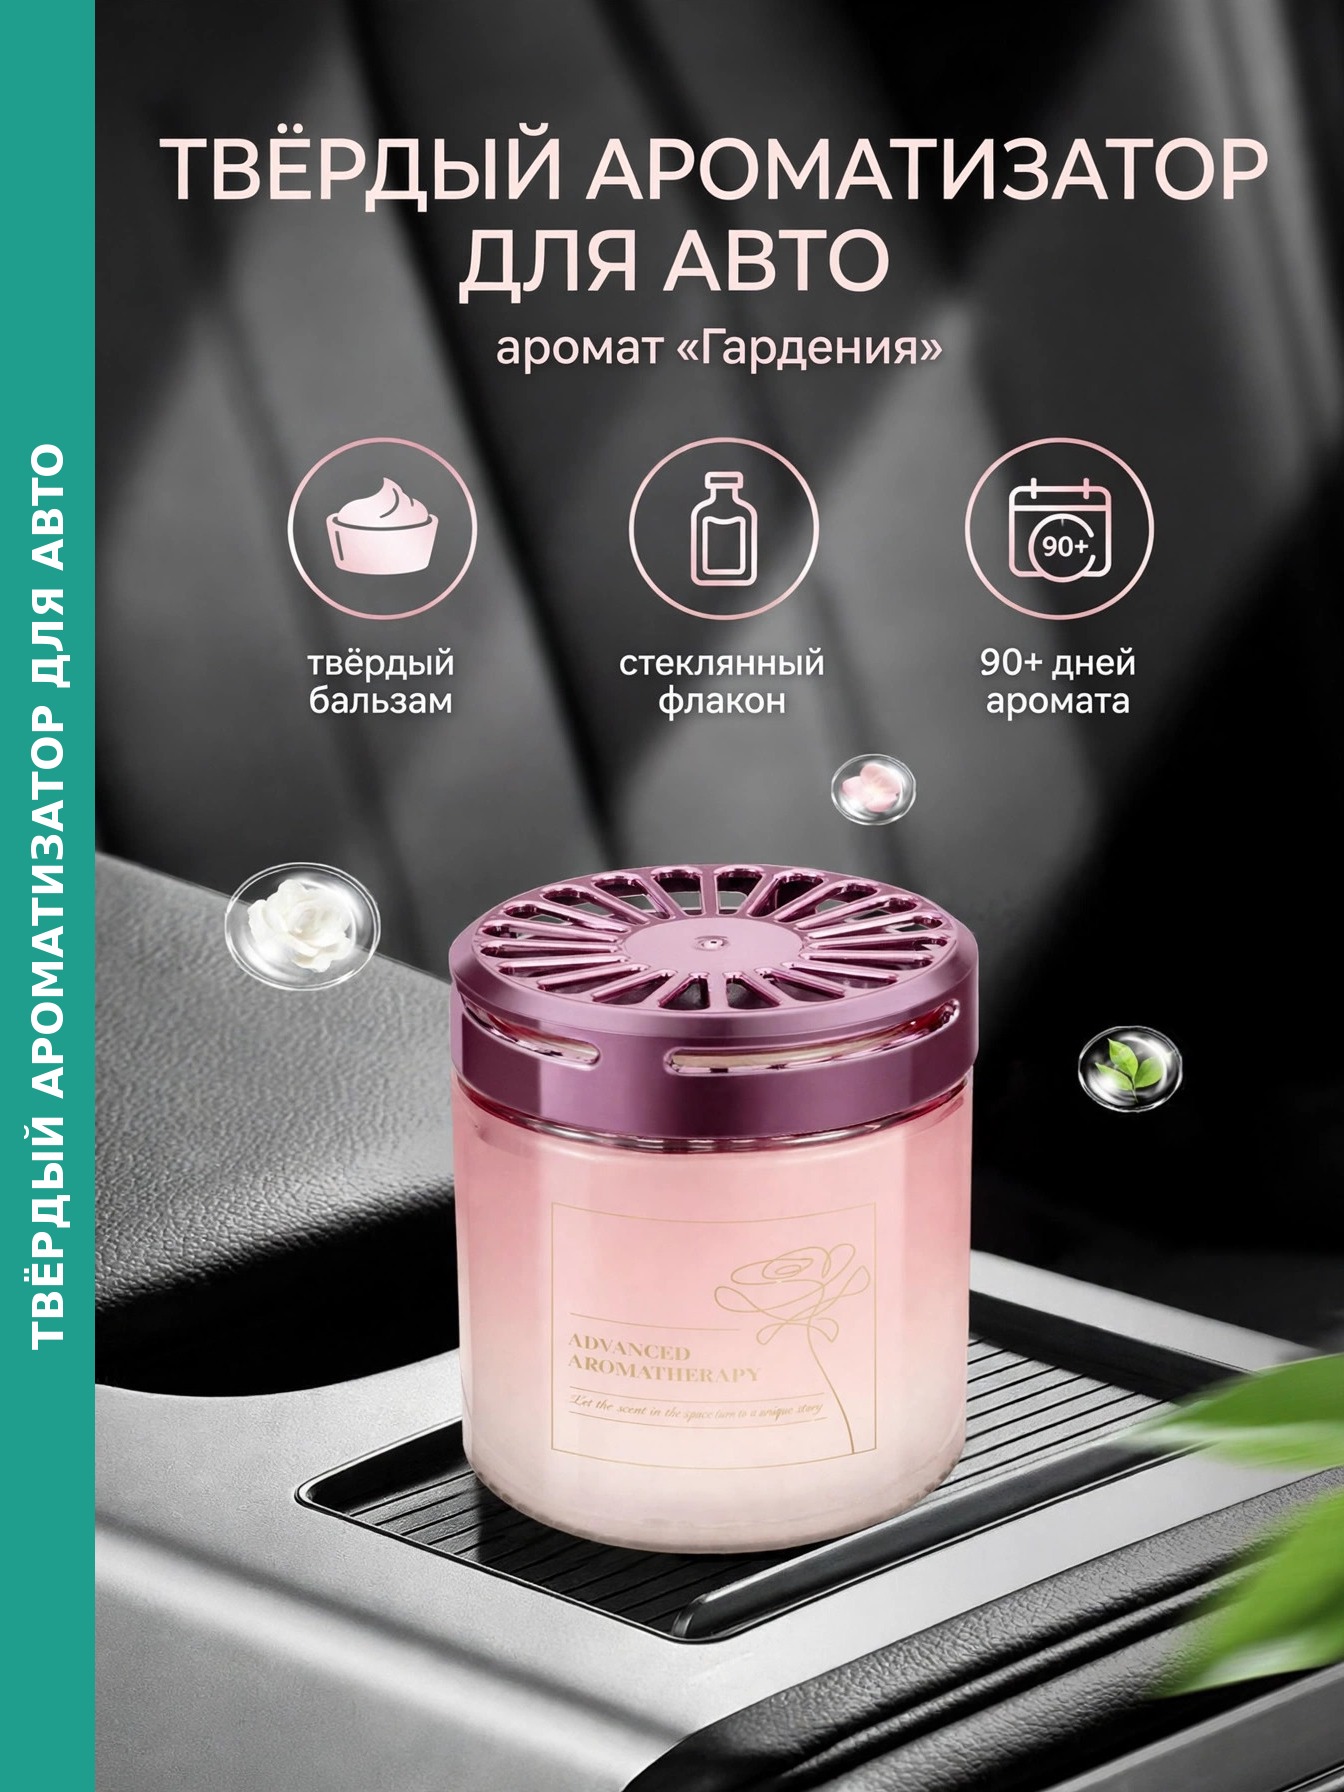 ТВЁРДЫЙ АРОМАТИЗАТОР ДЛЯ АВТО
ТВЁРДЫЙ АРОМАТИЗАТОР
ДЛЯ АВТО
аромат «Гардения»
90+
твёрдый
бальзам
стеклянный
флакон
90+ дней
аромата
ADVANCED
AROMATHERAPY
Let the scent in the space turn to a unique story